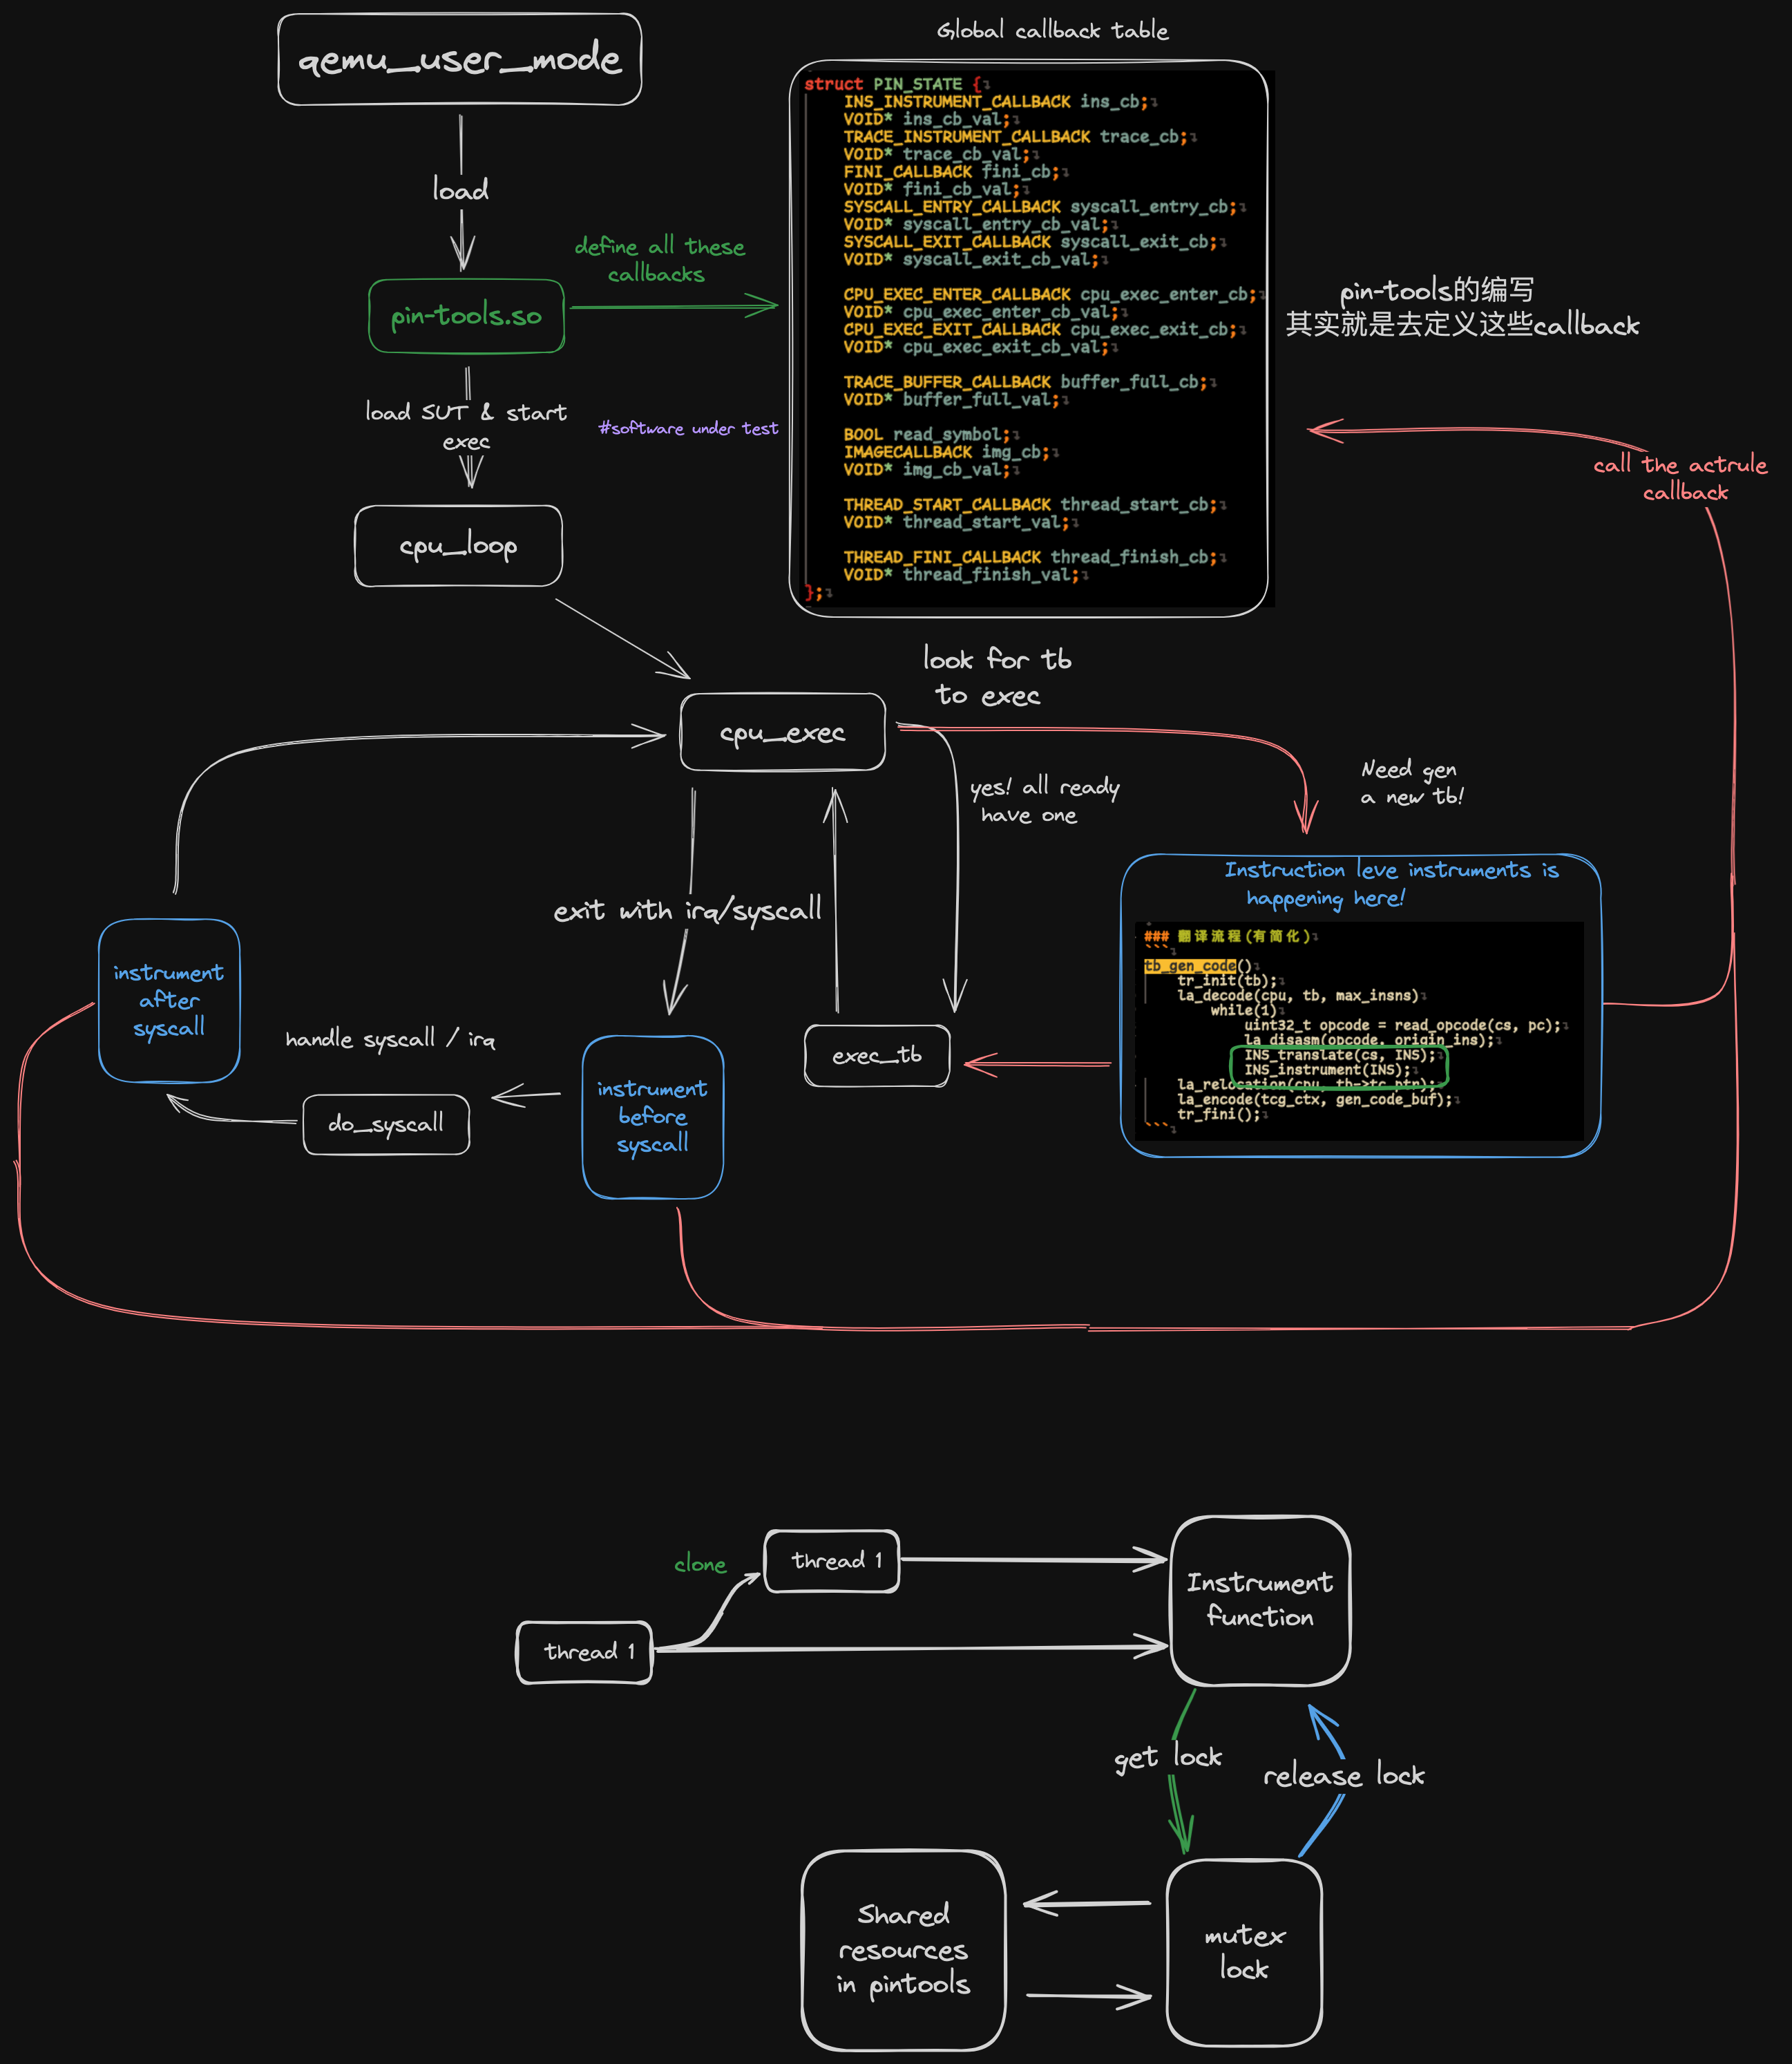 qemu_user_mode
load
pin-tools.so
define all these
callbacks
load SUT & start
exec
#software under test
cpu_loop
Global callback table
struct PIN_STATE {
INS_INSTRUMENT_CALLBACK ins_cb;
VOID* ins_cb_val;
TRACE_INSTRUMENT_CALLBACK trace_cb;
VOID* trace_cb_val;
FINI_CALLBACK fini_cb;
VOID* fini_cb_val;
SYSCALL_ENTRY_CALLBACK syscall_entry_cb;
VOID* syscall_entry_cb_val;
SYSCALL_EXIT_CALLBACK syscall_exit_cb;
VOID* syscall_exit_cb_val;
CPU_EXEC_ENTER_CALLBACK cpu_exec_enter_cb;
VOID* cpu_exec_enter_cb_val;
CPU_EXEC_EXIT_CALLBACK cpu_exec_exit_cb;
VOID* cpu_exec_exit_cb_val;
TRACE_BUFFER_CALLBACK buffer_full_cb;
VOID* buffer_full_val;
BOOL read_symbol;
IMAGECALLBACK img_cb;
VOID* img_cb_val;
THREAD_START_CALLBACK thread_start_cb;
VOID* thread_start_val;
THREAD_FINI_CALLBACK thread_finish_cb;
VOID* thread_finish_val;
};
pin-tools的编写
其实就是去定义这些callback
call the actrule
callback
look for tb
to exec
cpu_exec
yes! all ready
have one
Need gen
a new tb!
exit with irq/syscall
Instruction leve instruments is
happening here!
### 翻译流程(有简化)
```
tb_gen_code()
tr_init(tb);
la_decode(cpu, tb, max_insns)
while(1)
uint32_t opcode = read_opcode(cs, pc);
la_disasm(opcode, origin_ins);
INS_translate(cs, INS);
INS_instrument(INS);
la_relocation(cpu, tb->tc.ptr);
la_encode(tcg_ctx, gen_code_buf);
tr_fini();
```
instrument
after
syscall
handle syscall / irq
do_syscall
instrument
before
syscall
exec_tb
clone
thread 1
thread 1
Instrument
function
get lock
release lock
Shared
resources
in pintools
mutex
lock